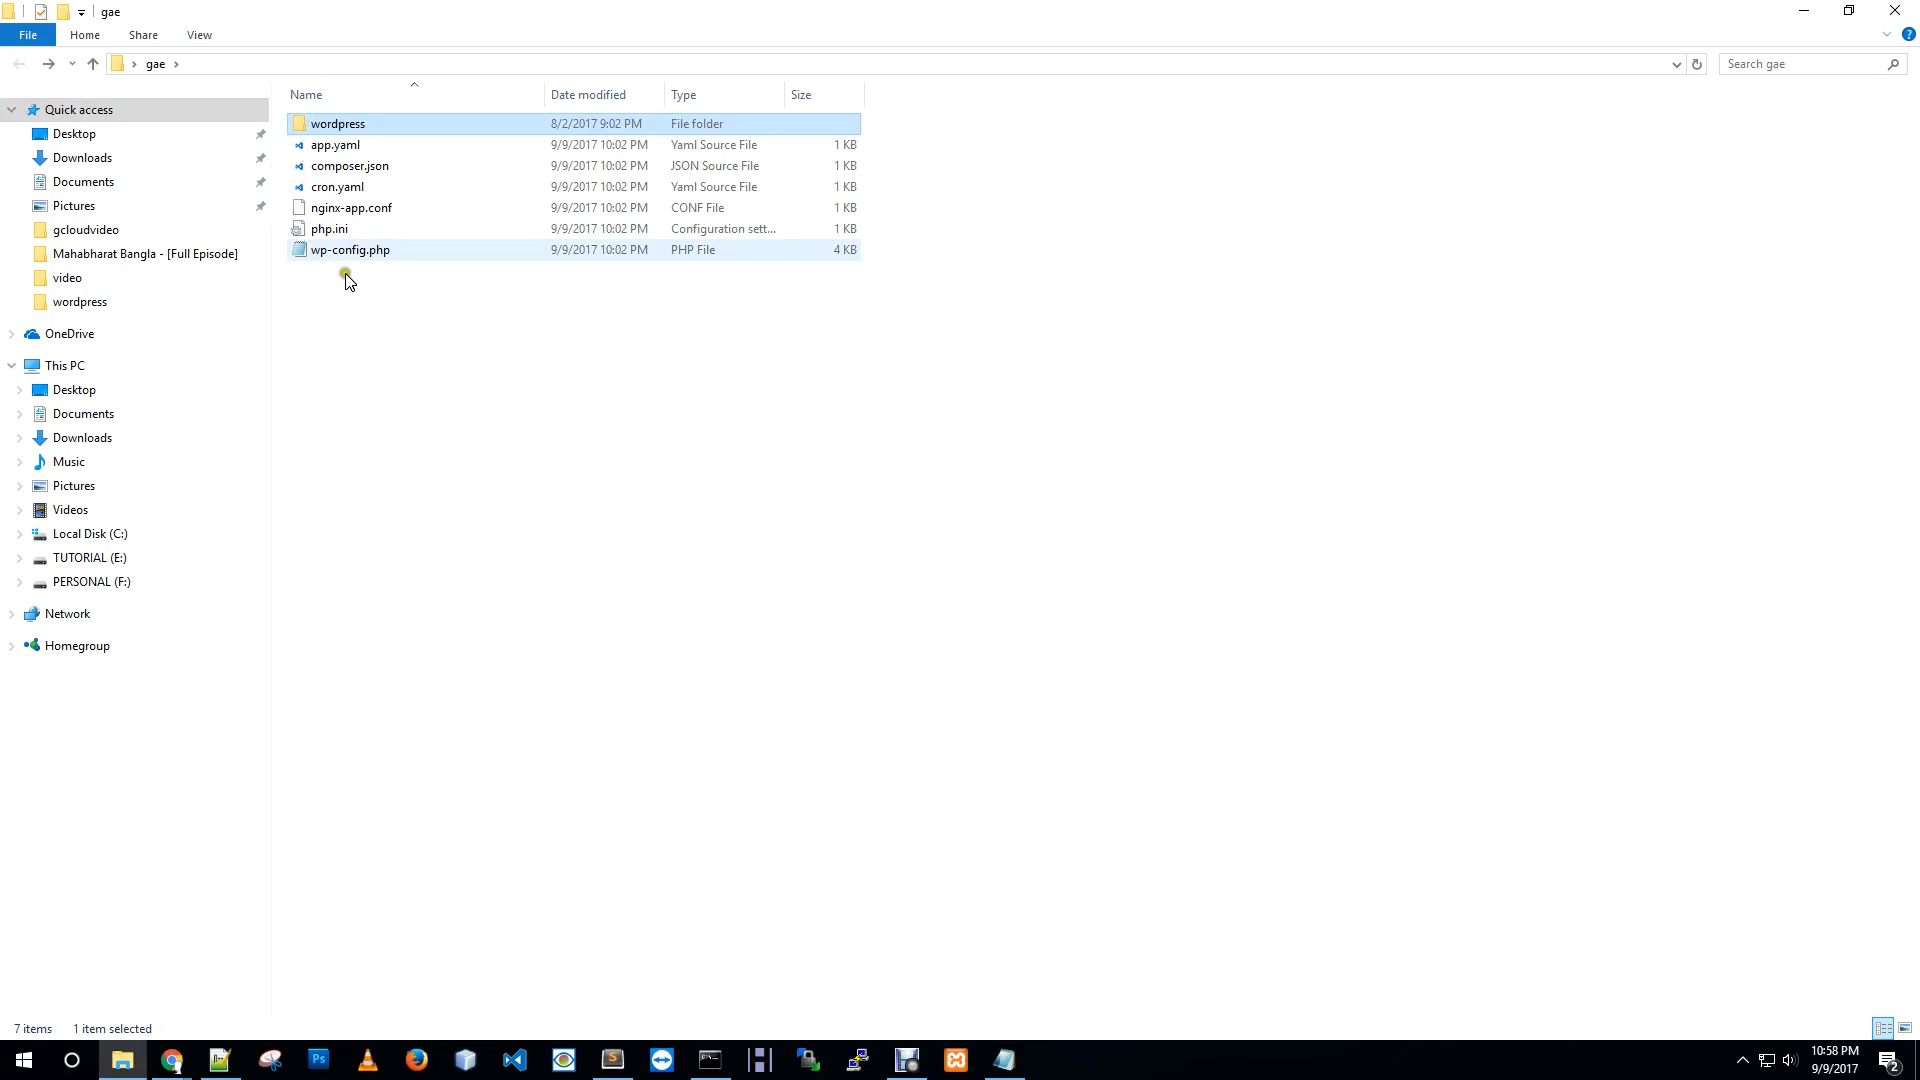 gae
File Home Share View
gae
Search gae
Name Date modified Type Size
Quick access
Desktop
Downloads
Documents
Pictures
gcloudvideo
Mahabharat Bangla - [Full Episode]
video
wordpress
OneDrive
This PC
Desktop
Documents
Downloads
Music
Pictures
Videos
Local Disk (C:)
TUTORIAL (E:)
PERSONAL (F:)
Network
Homegroup
wordpress 8/2/2017 9:02 PM File folder
app.yaml 9/9/2017 10:02 PM Yaml Source File 1 KB
composer.json 9/9/2017 10:02 PM JSON Source File 1 KB
cron.yaml 9/9/2017 10:02 PM Yaml Source File 1 KB
nginx-app.conf 9/9/2017 10:02 PM CONF File 1 KB
php.ini 9/9/2017 10:02 PM Configuration sett... 1 KB
wp-config.php 9/9/2017 10:02 PM PHP File 4 KB
7 items 1 item selected
Ps
10:58 PM
9/9/2017
2